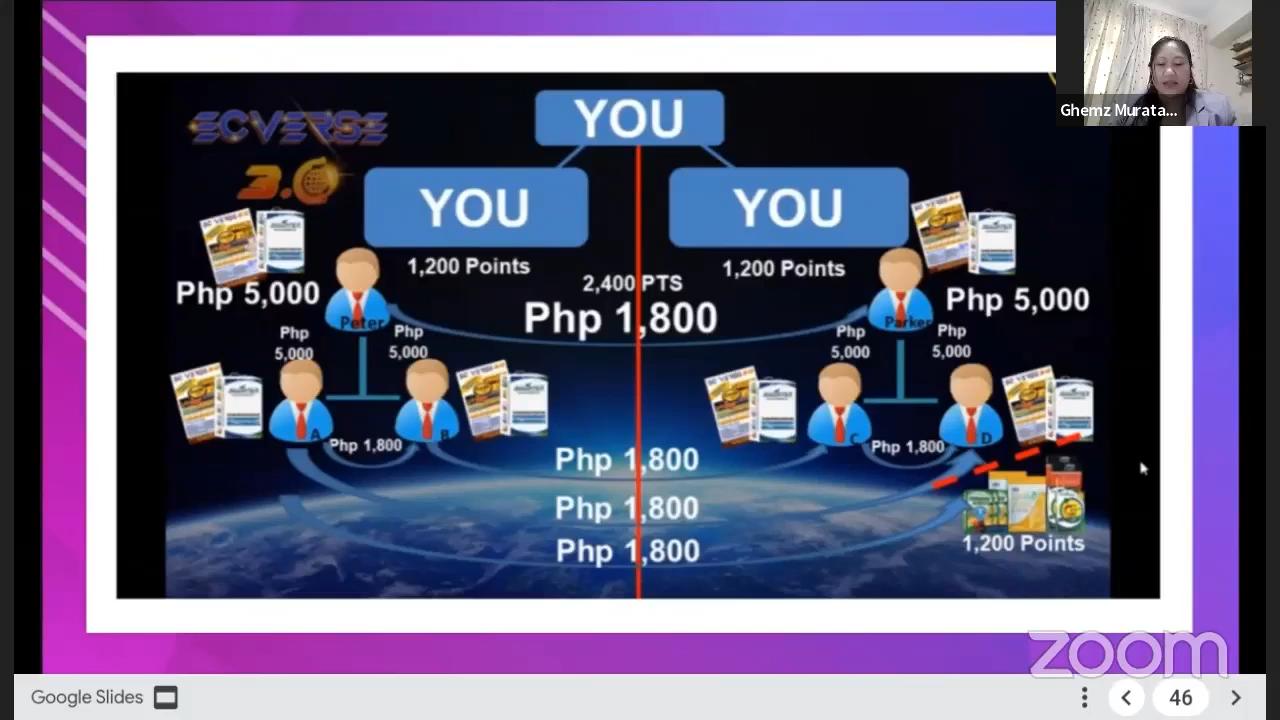 Ghemz Murata...
YOU
ECVERSE
3.0
YOU
YOU
1,200 Points
1,200 Points
2,400 PTS
Php 5,000
Php 1,800
Php 5,000
Peter
Parker
Php
5,000
Php
5,000
Php
5,000
Php
5,000
A
B
C
D
Php 1,800
Php 1,800
Php 1,800
Php 1,800
Php 1,800
1,200 Points
zoom
Google Slides
46